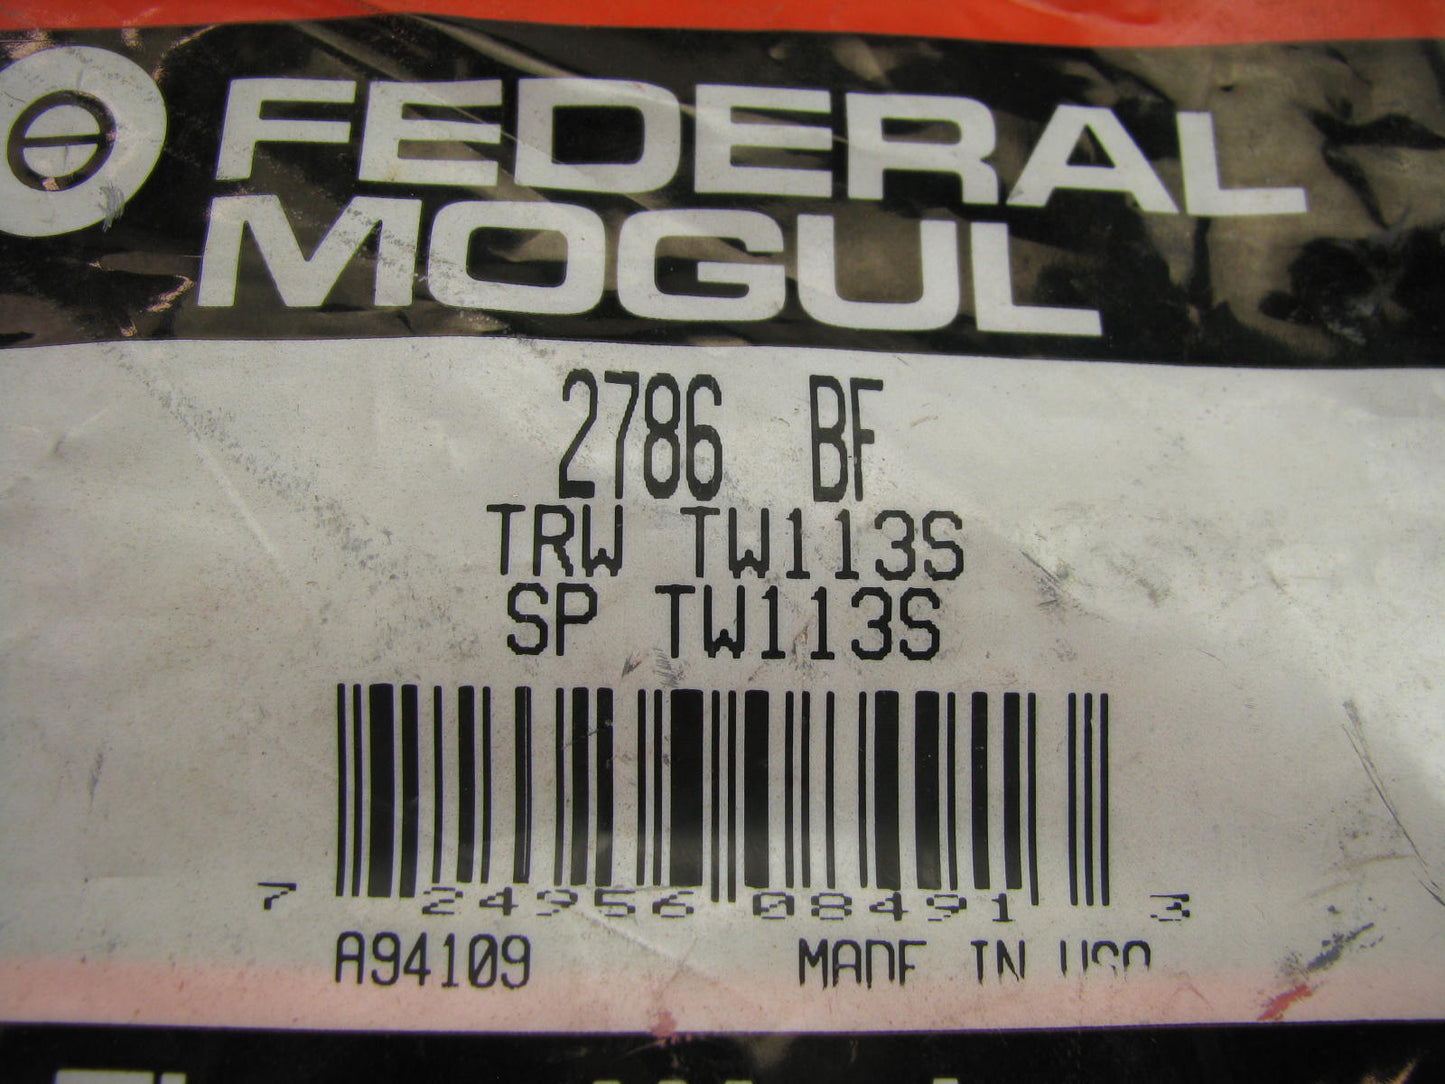 FEDERAL
MOGUL
2786 BF
TRW TW113S
SP TW113S
7 24956 08491 3
A94109 MADE IN USA